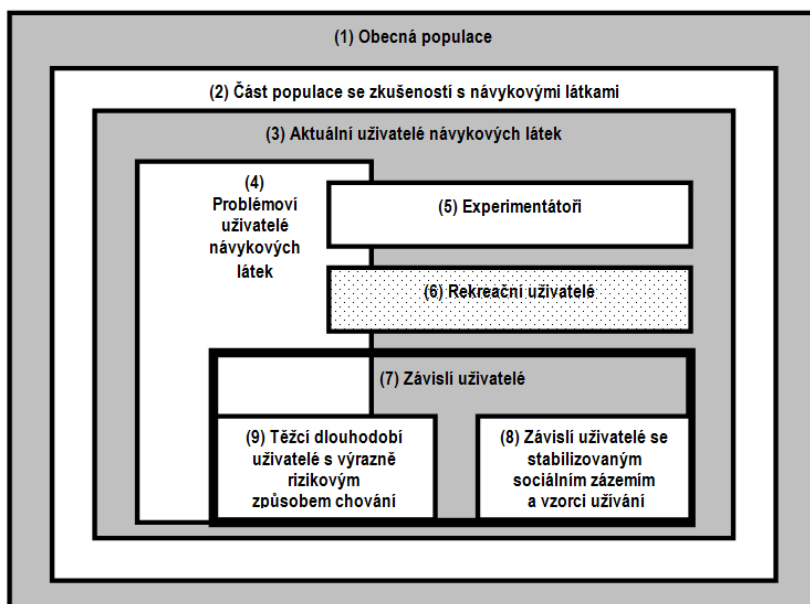 (1) Obecná populace
(2) Část populace se zkušeností s návykovými látkami
(3) Aktuální uživatelé návykových látek
(4)
Problémoví
uživatelé
návykových
látek
(5) Experimentátoři
(6) Rekreační uživatelé
(7) Závislí uživatelé
(9) Těžcí dlouhodobí
uživatelé s výrazně
rizikovým
způsobem chování
(8) Závislí uživatelé se
stabilizovaným
sociálním zázemím
a vzorci užívání